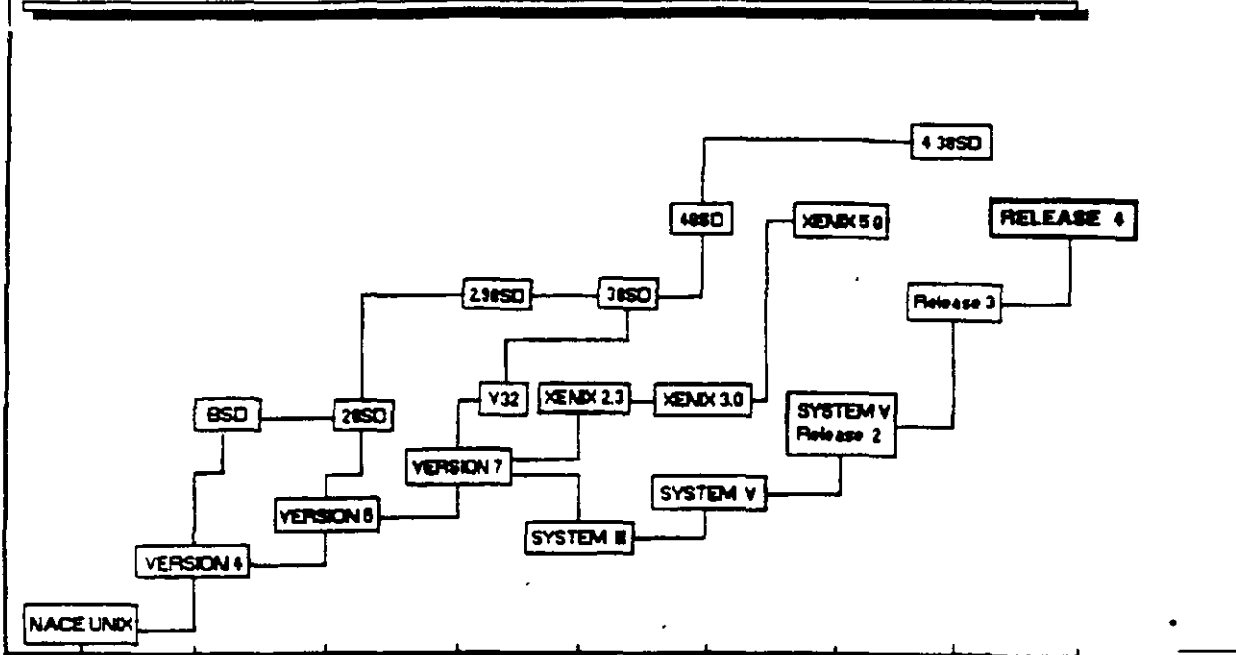 4.3BSD
4BSD
XENIX 5.0
RELEASE 4
2.9BSD
3BSD
Release 3
BSD
2BSD
V32
XENIX 2.3
XENIX 3.0
SYSTEM V
Release 2
VERSION 7
SYSTEM V
VERSION 6
SYSTEM III
VERSION 4
NACE UNIX